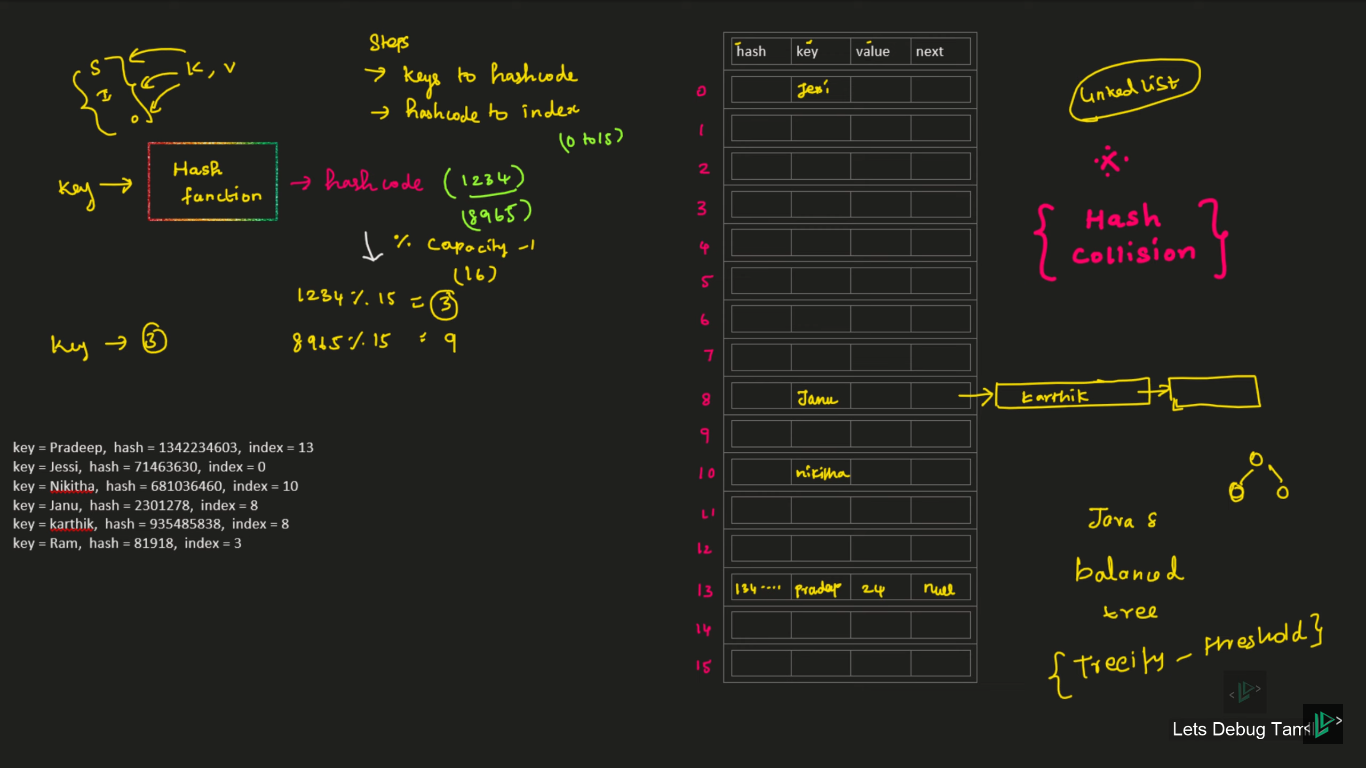 Steps
→ keys to hashcode
→ hashcode to index
(0 to 15)
S
I
O
K, V
Key →
Hash
function
→ hashcode (1234)
(8965)
% Capacity -1
(16)
1234 % 15 = 3
8965 % 15 = 9
Key → 3
key = Pradeep, hash = 1342234603, index = 13
key = Jessi, hash = 71463630, index = 0
key = Nikitha, hash = 681036460, index = 10
key = Janu, hash = 2301278, index = 8
key = karthik, hash = 935485838, index = 8
key = Ram, hash = 81918, index = 3
hash key value next
0 Jessi
1
2
3
4
5
6
7
8 Janu → karthik →
9
10 nikitha
11
12
13 134.... pradeep 24 null
14
15
Linked List
{ Hash
Collision }
Java 8
balanced
tree
{Treeify - threshold}
Lets Debug Tamil